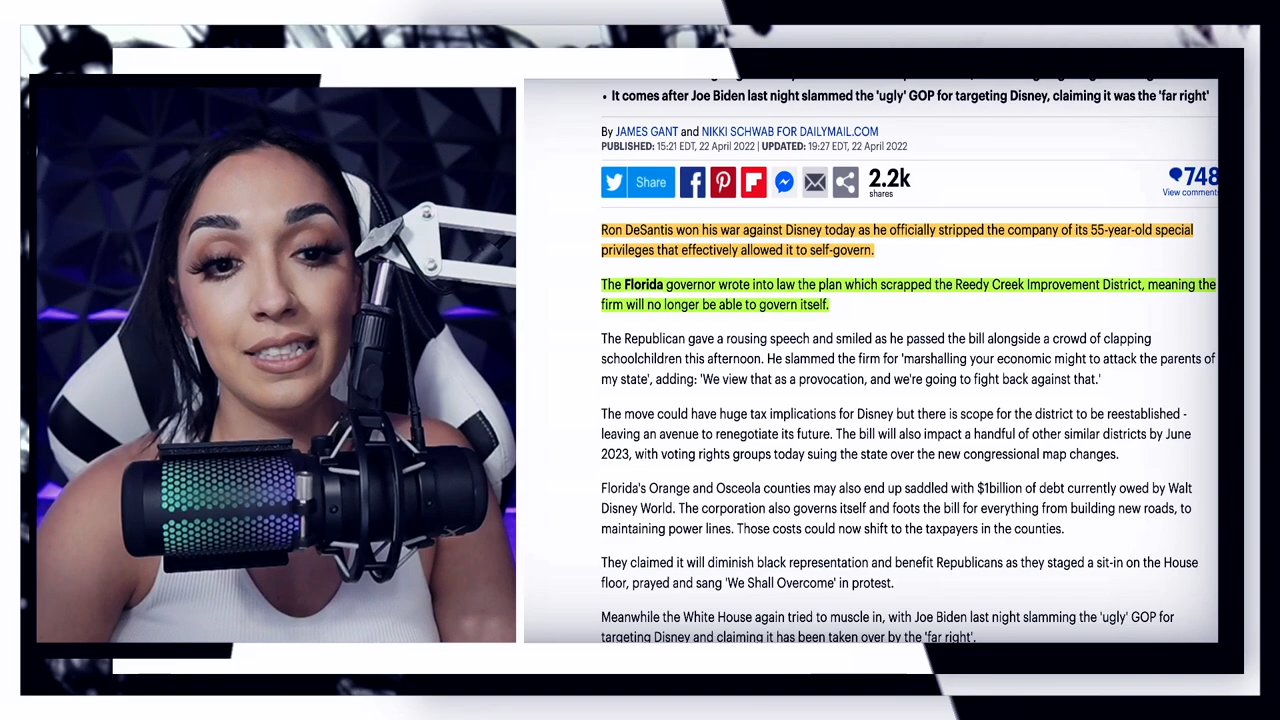 • It comes after Joe Biden last night slammed the 'ugly' GOP for targeting Disney, claiming it was the 'far right'
By JAMES GANT and NIKKI SCHWAB FOR DAILYMAIL.COM
PUBLISHED: 15:21 EDT, 22 April 2022 | UPDATED: 19:27 EDT, 22 April 2022
Share
2.2k
shares
748
View comments
Ron DeSantis won his war against Disney today as he officially stripped the company of its 55-year-old special
privileges that effectively allowed it to self-govern.
The Florida governor wrote into law the plan which scrapped the Reedy Creek Improvement District, meaning the
firm will no longer be able to govern itself.
The Republican gave a rousing speech and smiled as he passed the bill alongside a crowd of clapping
schoolchildren this afternoon. He slammed the firm for 'marshalling your economic might to attack the parents of
my state', adding: 'We view that as a provocation, and we're going to fight back against that.'
The move could have huge tax implications for Disney but there is scope for the district to be reestablished -
leaving an avenue to renegotiate its future. The bill will also impact a handful of other similar districts by June
2023, with voting rights groups today suing the state over the new congressional map changes.
Florida's Orange and Osceola counties may also end up saddled with $1billion of debt currently owed by Walt
Disney World. The corporation also governs itself and foots the bill for everything from building new roads, to
maintaining power lines. Those costs could now shift to the taxpayers in the counties.
They claimed it will diminish black representation and benefit Republicans as they staged a sit-in on the House
floor, prayed and sang 'We Shall Overcome' in protest.
Meanwhile the White House again tried to muscle in, with Joe Biden last night slamming the 'ugly' GOP for
targeting Disney and claiming it has been taken over by the 'far right'.